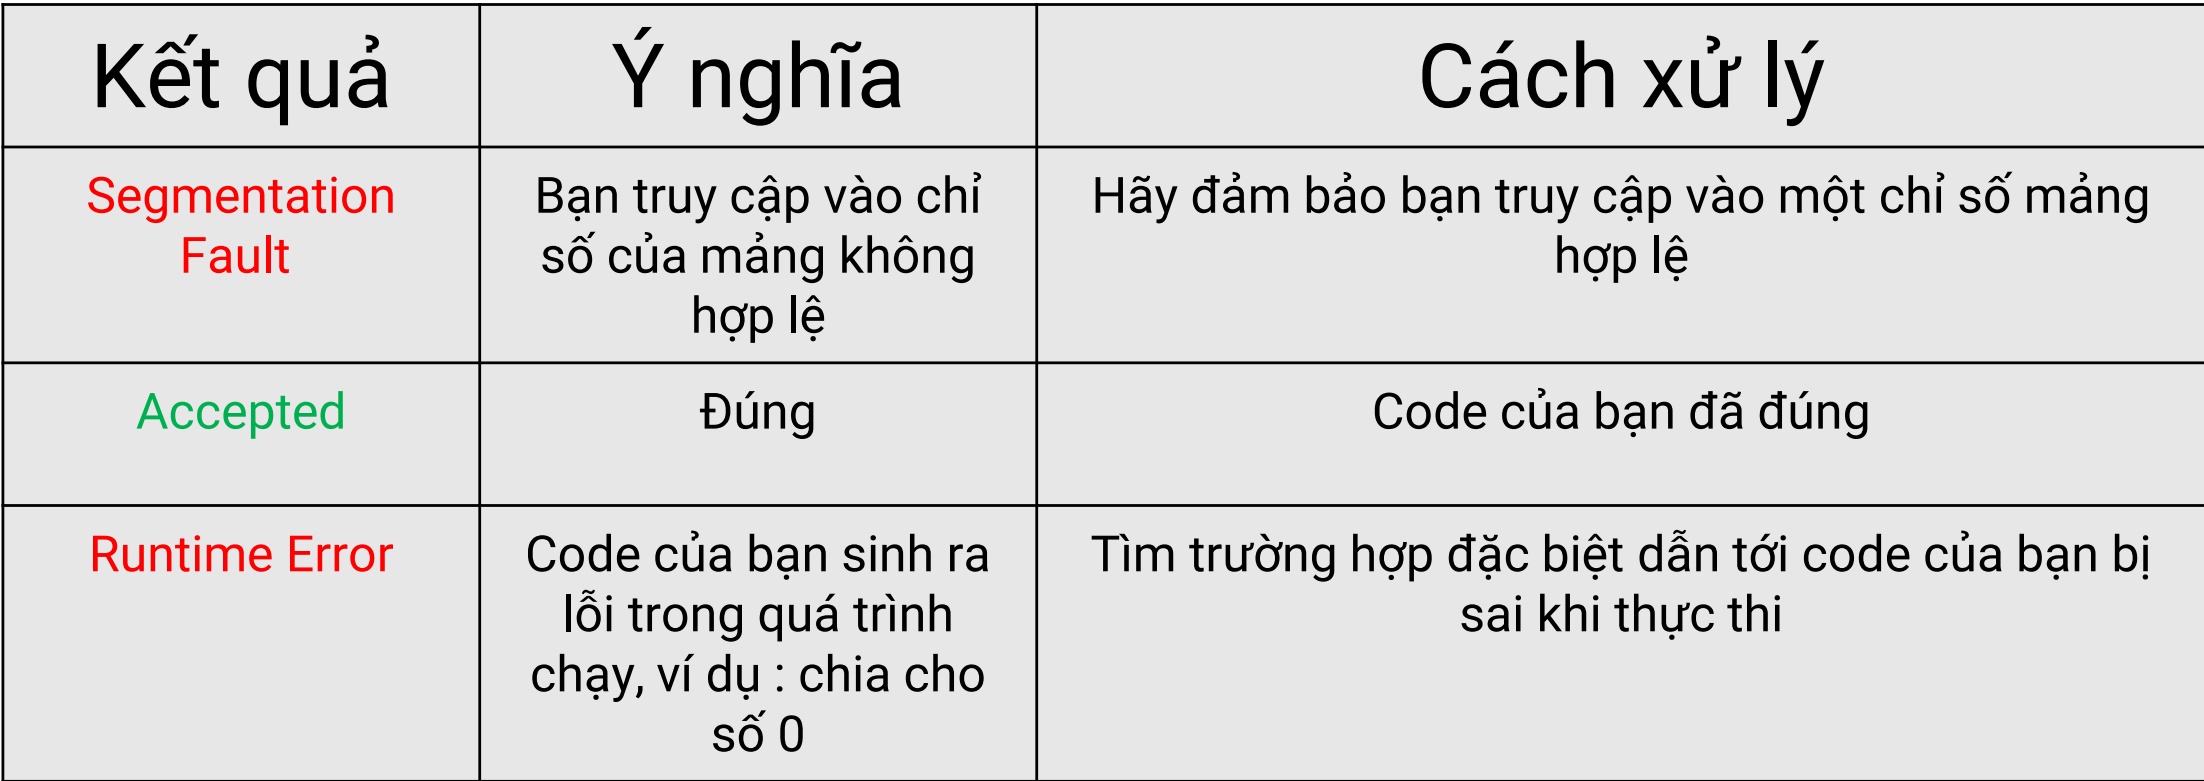 Kết quả
Ý nghĩa
Cách xử lý
Segmentation
Fault
Bạn truy cập vào chỉ
số của mảng không
hợp lệ
Hãy đảm bảo bạn truy cập vào một chỉ số mảng
hợp lệ
Accepted
Đúng
Code của bạn đã đúng
Runtime Error
Code của bạn sinh ra
lỗi trong quá trình
chạy, ví dụ : chia cho
số 0
Tìm trường hợp đặc biệt dẫn tới code của bạn bị
sai khi thực thi